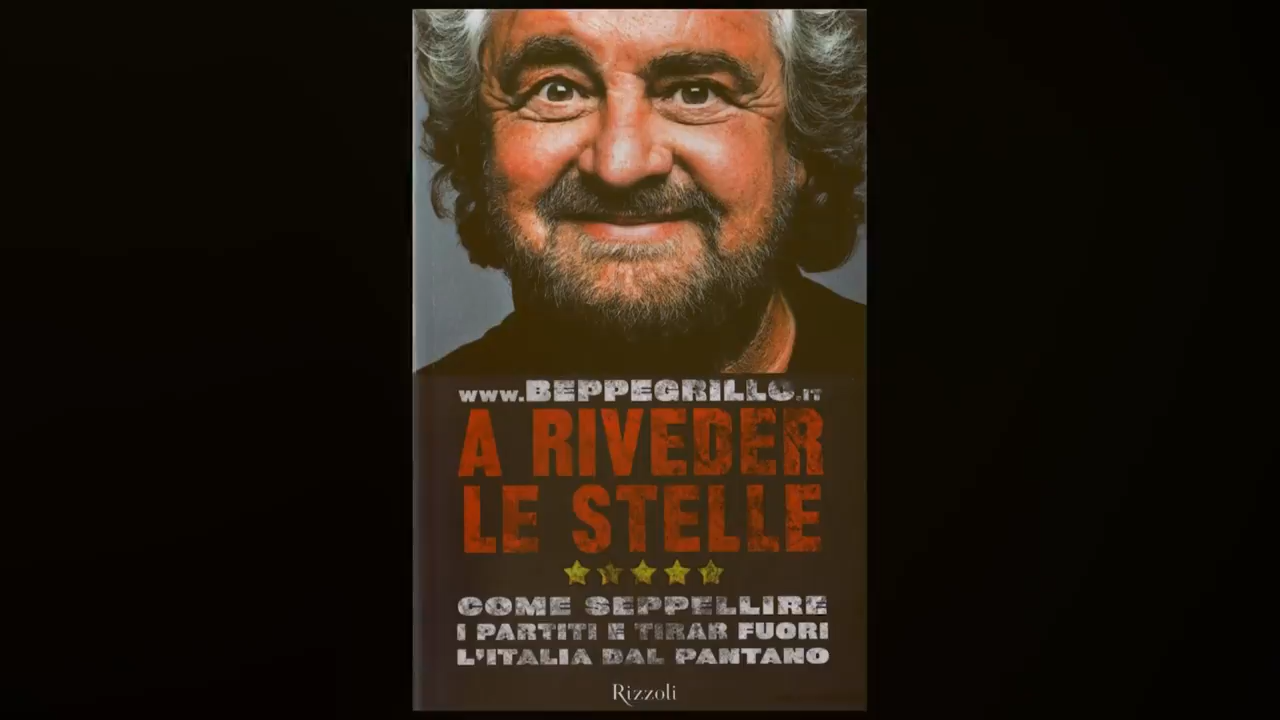 www.BEPPEGRILLO.IT
A RIVEDER
LE STELLE
COME SEPPELLIRE
I PARTITI E TIRAR FUORI
L'ITALIA DAL PANTANO
Rizzoli